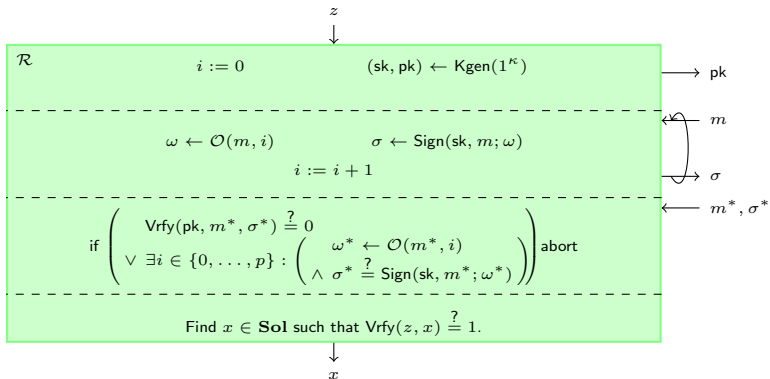 z
ℛ
i := 0 (sk, pk) ← Kgen(1^κ) pk
m
ω ← 𝒪(m, i) σ ← Sign(sk, m; ω)
i := i + 1 σ
m*, σ*
Vrfy(pk, m*, σ*) ?= 0
if ∨ ∃i ∈ {0, . . . , p} : ( ω* ← 𝒪(m*, i) abort
∧ σ* ?= Sign(sk, m*; ω*) )
Find x ∈ Sol such that Vrfy(z, x) ?= 1.
x